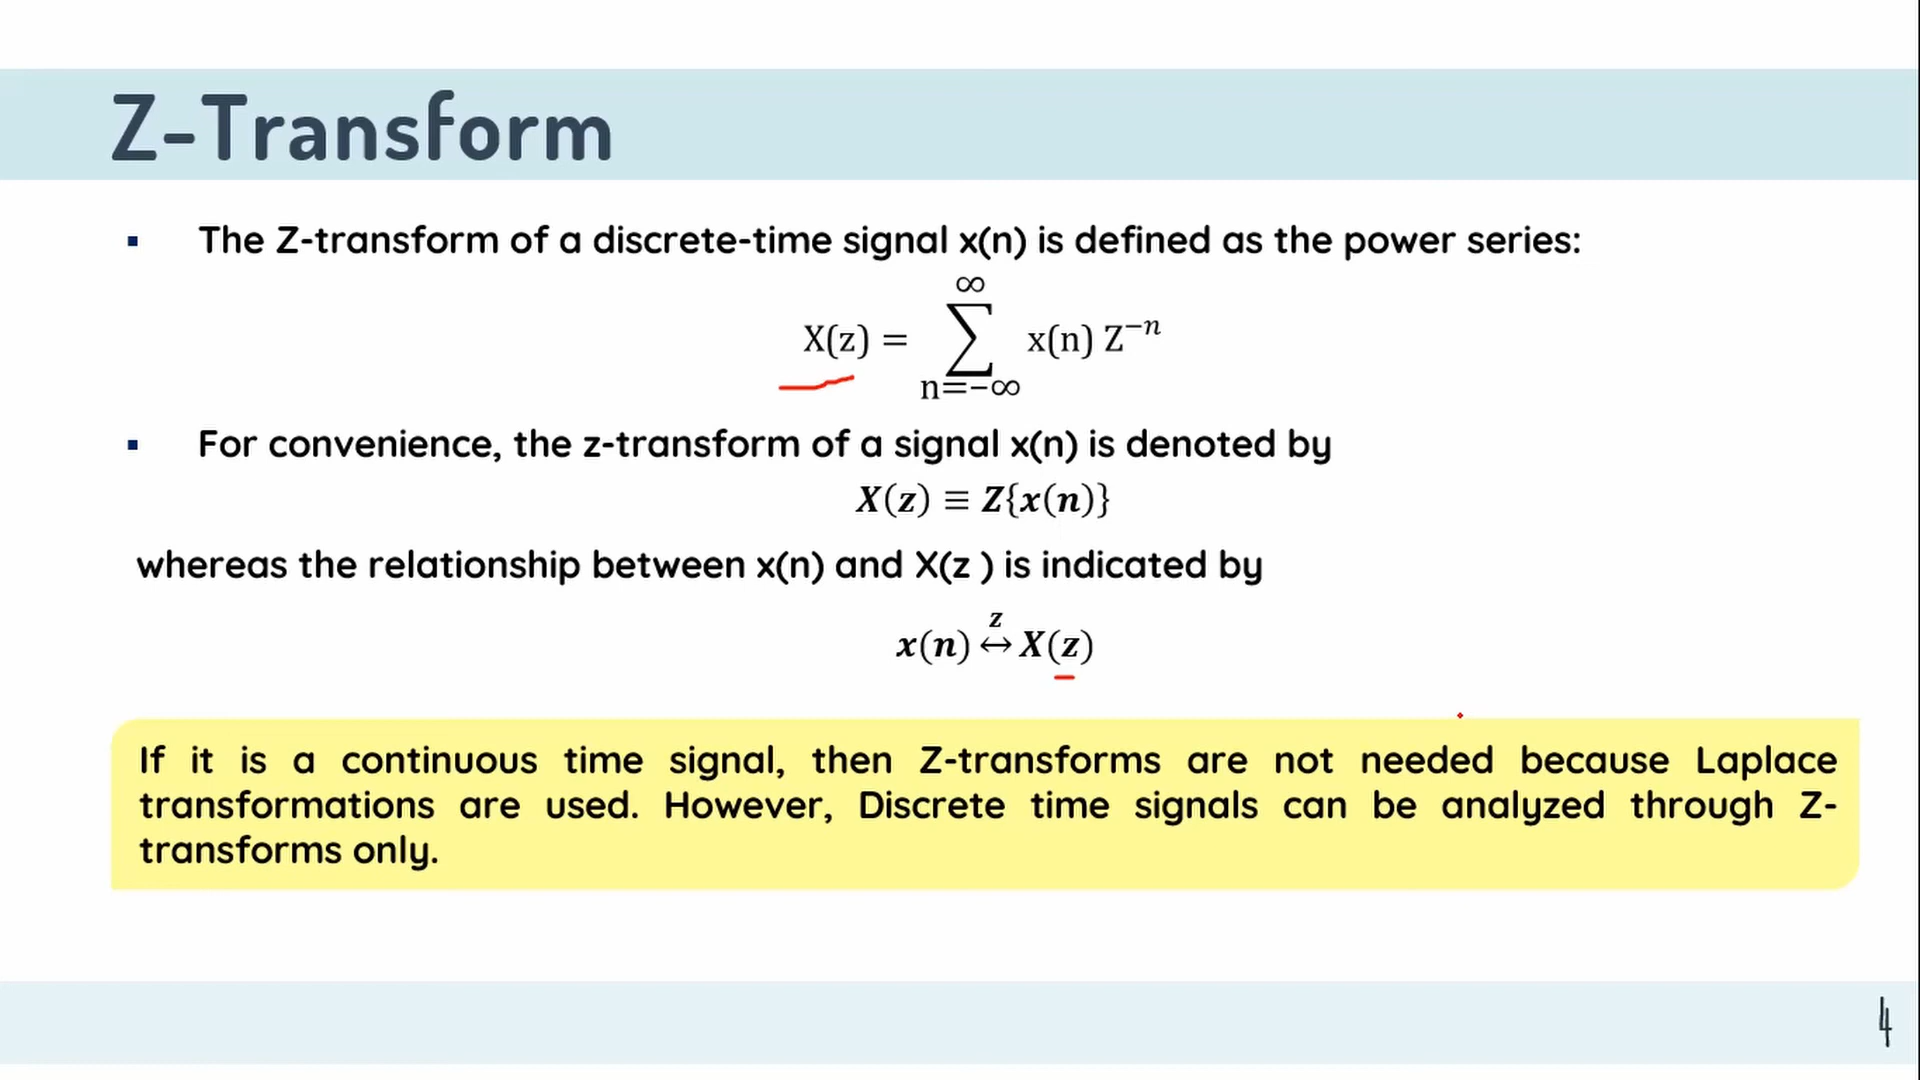 Z-Transform
▪ The Z-transform of a discrete-time signal x(n) is defined as the power series:
∞
X(z) = ∑ x(n) Z⁻ⁿ
n=−∞
▪ For convenience, the z-transform of a signal x(n) is denoted by
X(z) ≡ Z{x(n)}
whereas the relationship between x(n) and X(z ) is indicated by
z
x(n) ↔ X(z)
If it is a continuous time signal, then Z-transforms are not needed because Laplace
transformations are used. However, Discrete time signals can be analyzed through Z-
transforms only.
4